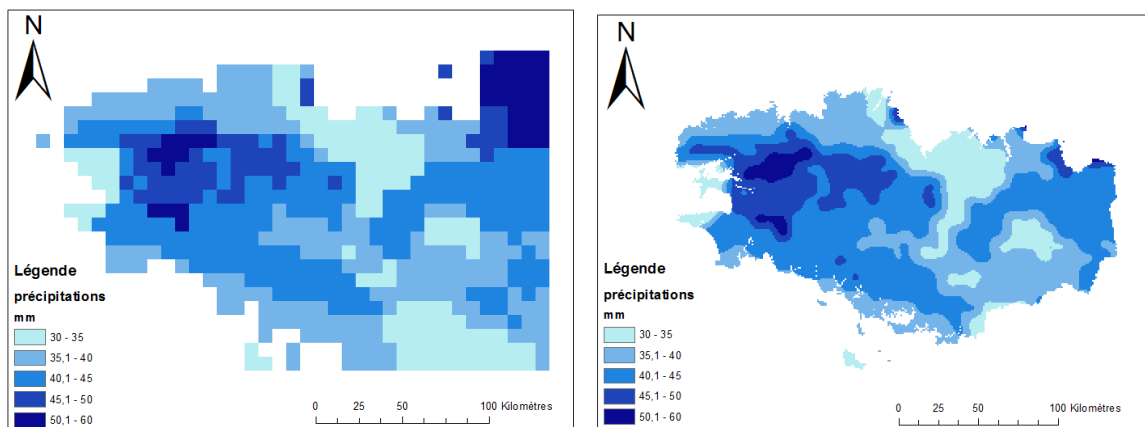 N
Légende
précipitations
mm
30 - 35
35,1 - 40
40,1 - 45
45,1 - 50
50,1 - 60
0 25 50 100 Kilomètres
N
Légende
précipitations
mm
30 - 35
35,1 - 40
40,1 - 45
45,1 - 50
50,1 - 60
0 25 50 100 Kilomètres